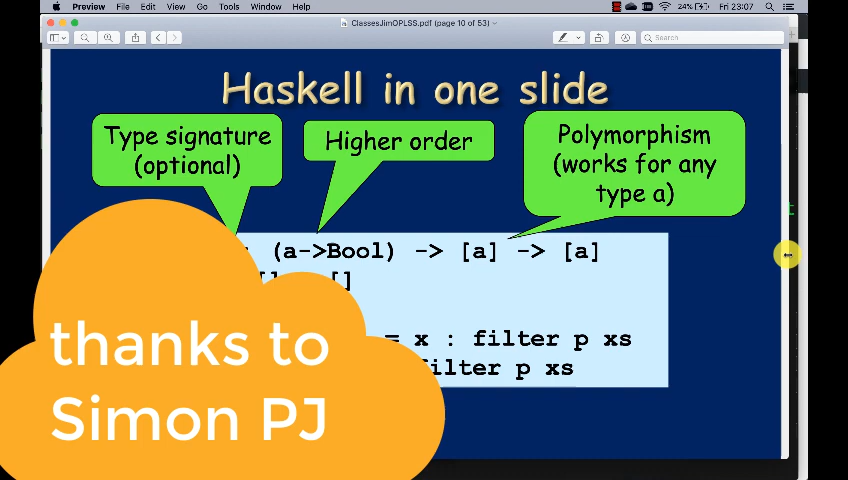 Preview File Edit View Go Tools Window Help 24% Fri 23:07
ClassesJimOPLSS.pdf (page 10 of 53)
Search
Haskell in one slide
Type signature
(optional)
Higher order
Polymorphism
(works for any
type a)
(a->Bool) -> [a] -> [a]
[]
= x : filter p xs
filter p xs
thanks to
Simon PJ